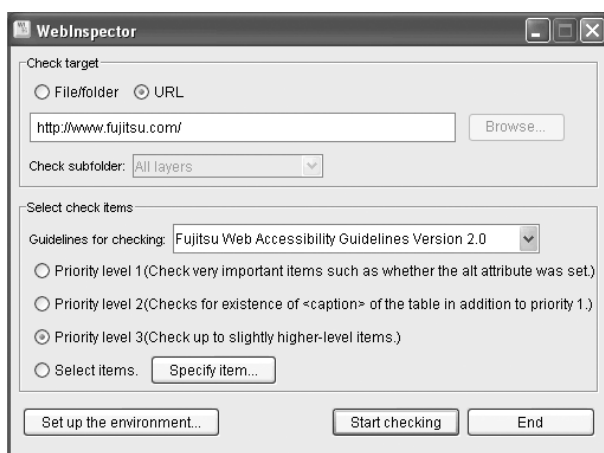 WebInspector
Check target
File/folder URL
http://www.fujitsu.com/ Browse...
Check subfolder: All layers
Select check items
Guidelines for checking: Fujitsu Web Accessibility Guidelines Version 2.0
Priority level 1(Check very important items such as whether the alt attribute was set.)
Priority level 2(Checks for existence of <caption> of the table in addition to priority 1.)
Priority level 3(Check up to slightly higher-level items.)
Select items. Specify item...
Set up the environment... Start checking End